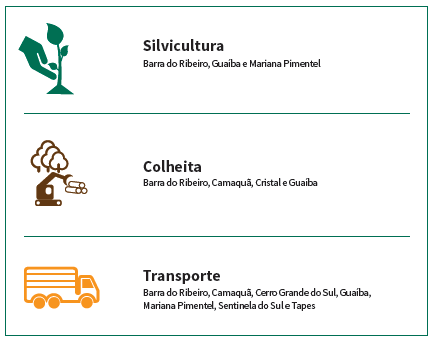 Silvicultura
Barra do Ribeiro, Guaíba e Mariana Pimentel
Colheita
Barra do Ribeiro, Camaquã, Cristal e Guaíba
Transporte
Barra do Ribeiro, Camaquã, Cerro Grande do Sul, Guaíba,
Mariana Pimentel, Sentinela do Sul e Tapes